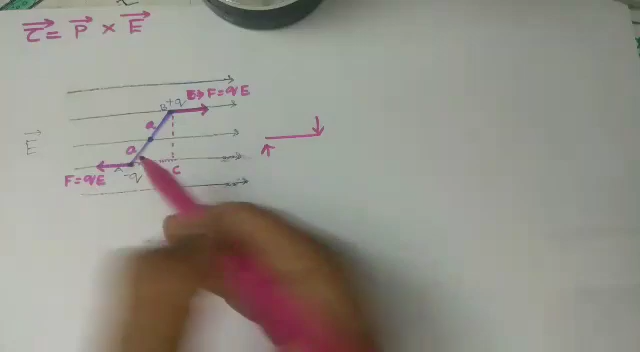 τ⃗ = P⃗ × E⃗
B +q F=qE
a
E⃗
a
A -q C
F=qE